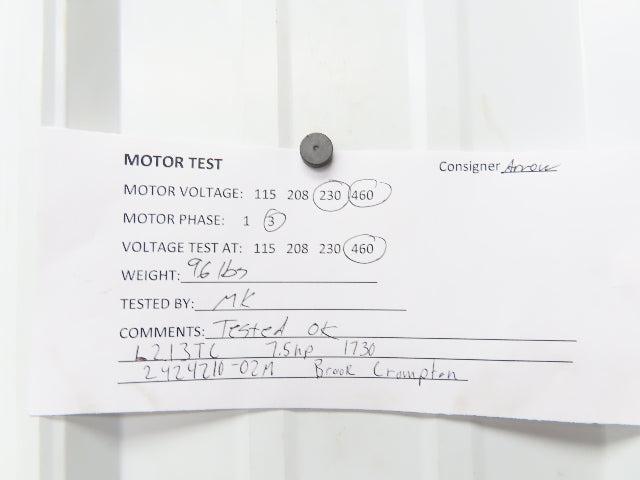 MOTOR TEST Consigner Arrow
MOTOR VOLTAGE: 115 208 230 460
MOTOR PHASE: 1 3
VOLTAGE TEST AT: 115 208 230 460
WEIGHT: 96 lbs
TESTED BY: MK
COMMENTS: Tested OK
L213TC 7.5hp 1730
2424210-02M Brook Crompton